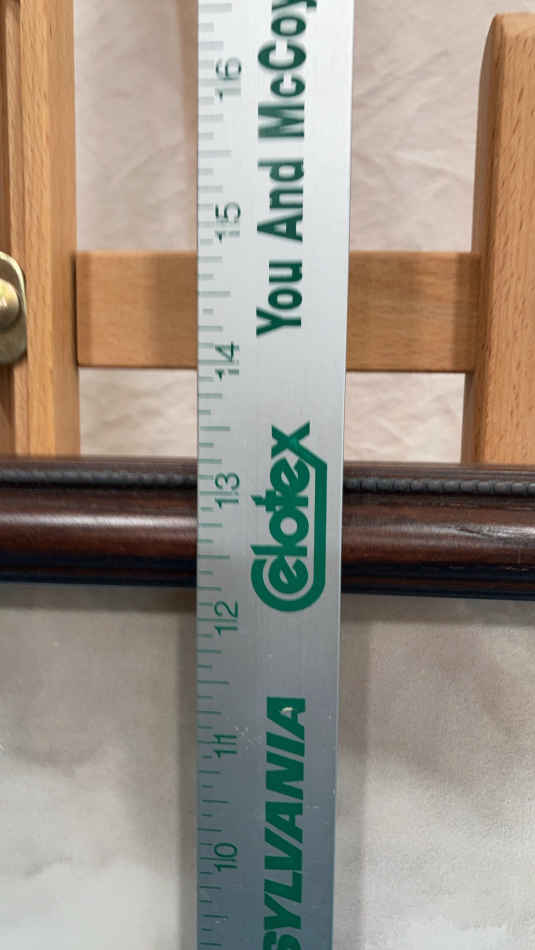 You And McCoy
Celotex
SYLVANIA
16
15
14
13
12
11
10